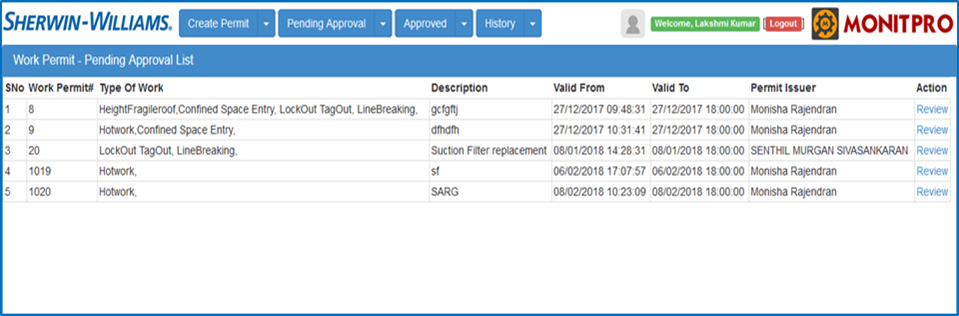 SHERWIN-WILLIAMS. Create Permit Pending Approval Approved History Welcome, Lakshmi Kumar [Logout] MONITPRO
Work Permit - Pending Approval List
SNo Work Permit# Type Of Work Description Valid From Valid To Permit Issuer Action
1 8 HeightFragileroof,Confined Space Entry, LockOut TagOut, LineBreaking, gcfgftj 27/12/2017 09:48:31 27/12/2017 18:00:00 Monisha Rajendran Review
2 9 Hotwork,Confined Space Entry, dfhdfh 27/12/2017 10:31:41 27/12/2017 18:00:00 Monisha Rajendran Review
3 20 LockOut TagOut, LineBreaking, Suction Filter replacement 08/01/2018 14:28:31 08/01/2018 18:00:00 SENTHIL MURGAN SIVASANKARAN Review
4 1019 Hotwork, sf 06/02/2018 17:07:57 06/02/2018 18:00:00 Monisha Rajendran Review
5 1020 Hotwork, SARG 08/02/2018 10:23:09 08/02/2018 18:00:00 Monisha Rajendran Review